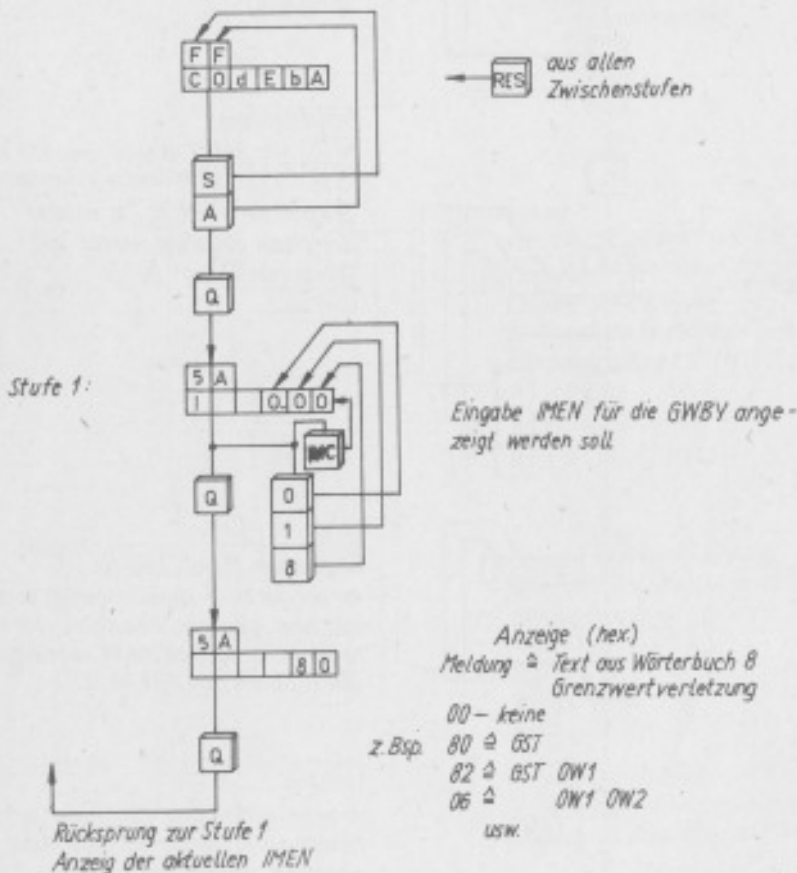 F F
C 0 d E b A
RES
aus allen
Zwischenstufen
S
A
Q
Stufe 1:
5 A
I 0. 0 0
Eingabe IMEN für die GWBY ange-
zeigt werden soll
Q
0
1
8
5 A
8 0
Anzeige (hex.)
Meldung ≙ Text aus Wörterbuch 8
Grenzwertverletzung
00 – keine
z.Bsp. 80 ≙ GST
82 ≙ GST OW1
06 ≙ OW1 OW2
usw.
Q
Rücksprung zur Stufe 1
Anzeig der aktuellen IMEN